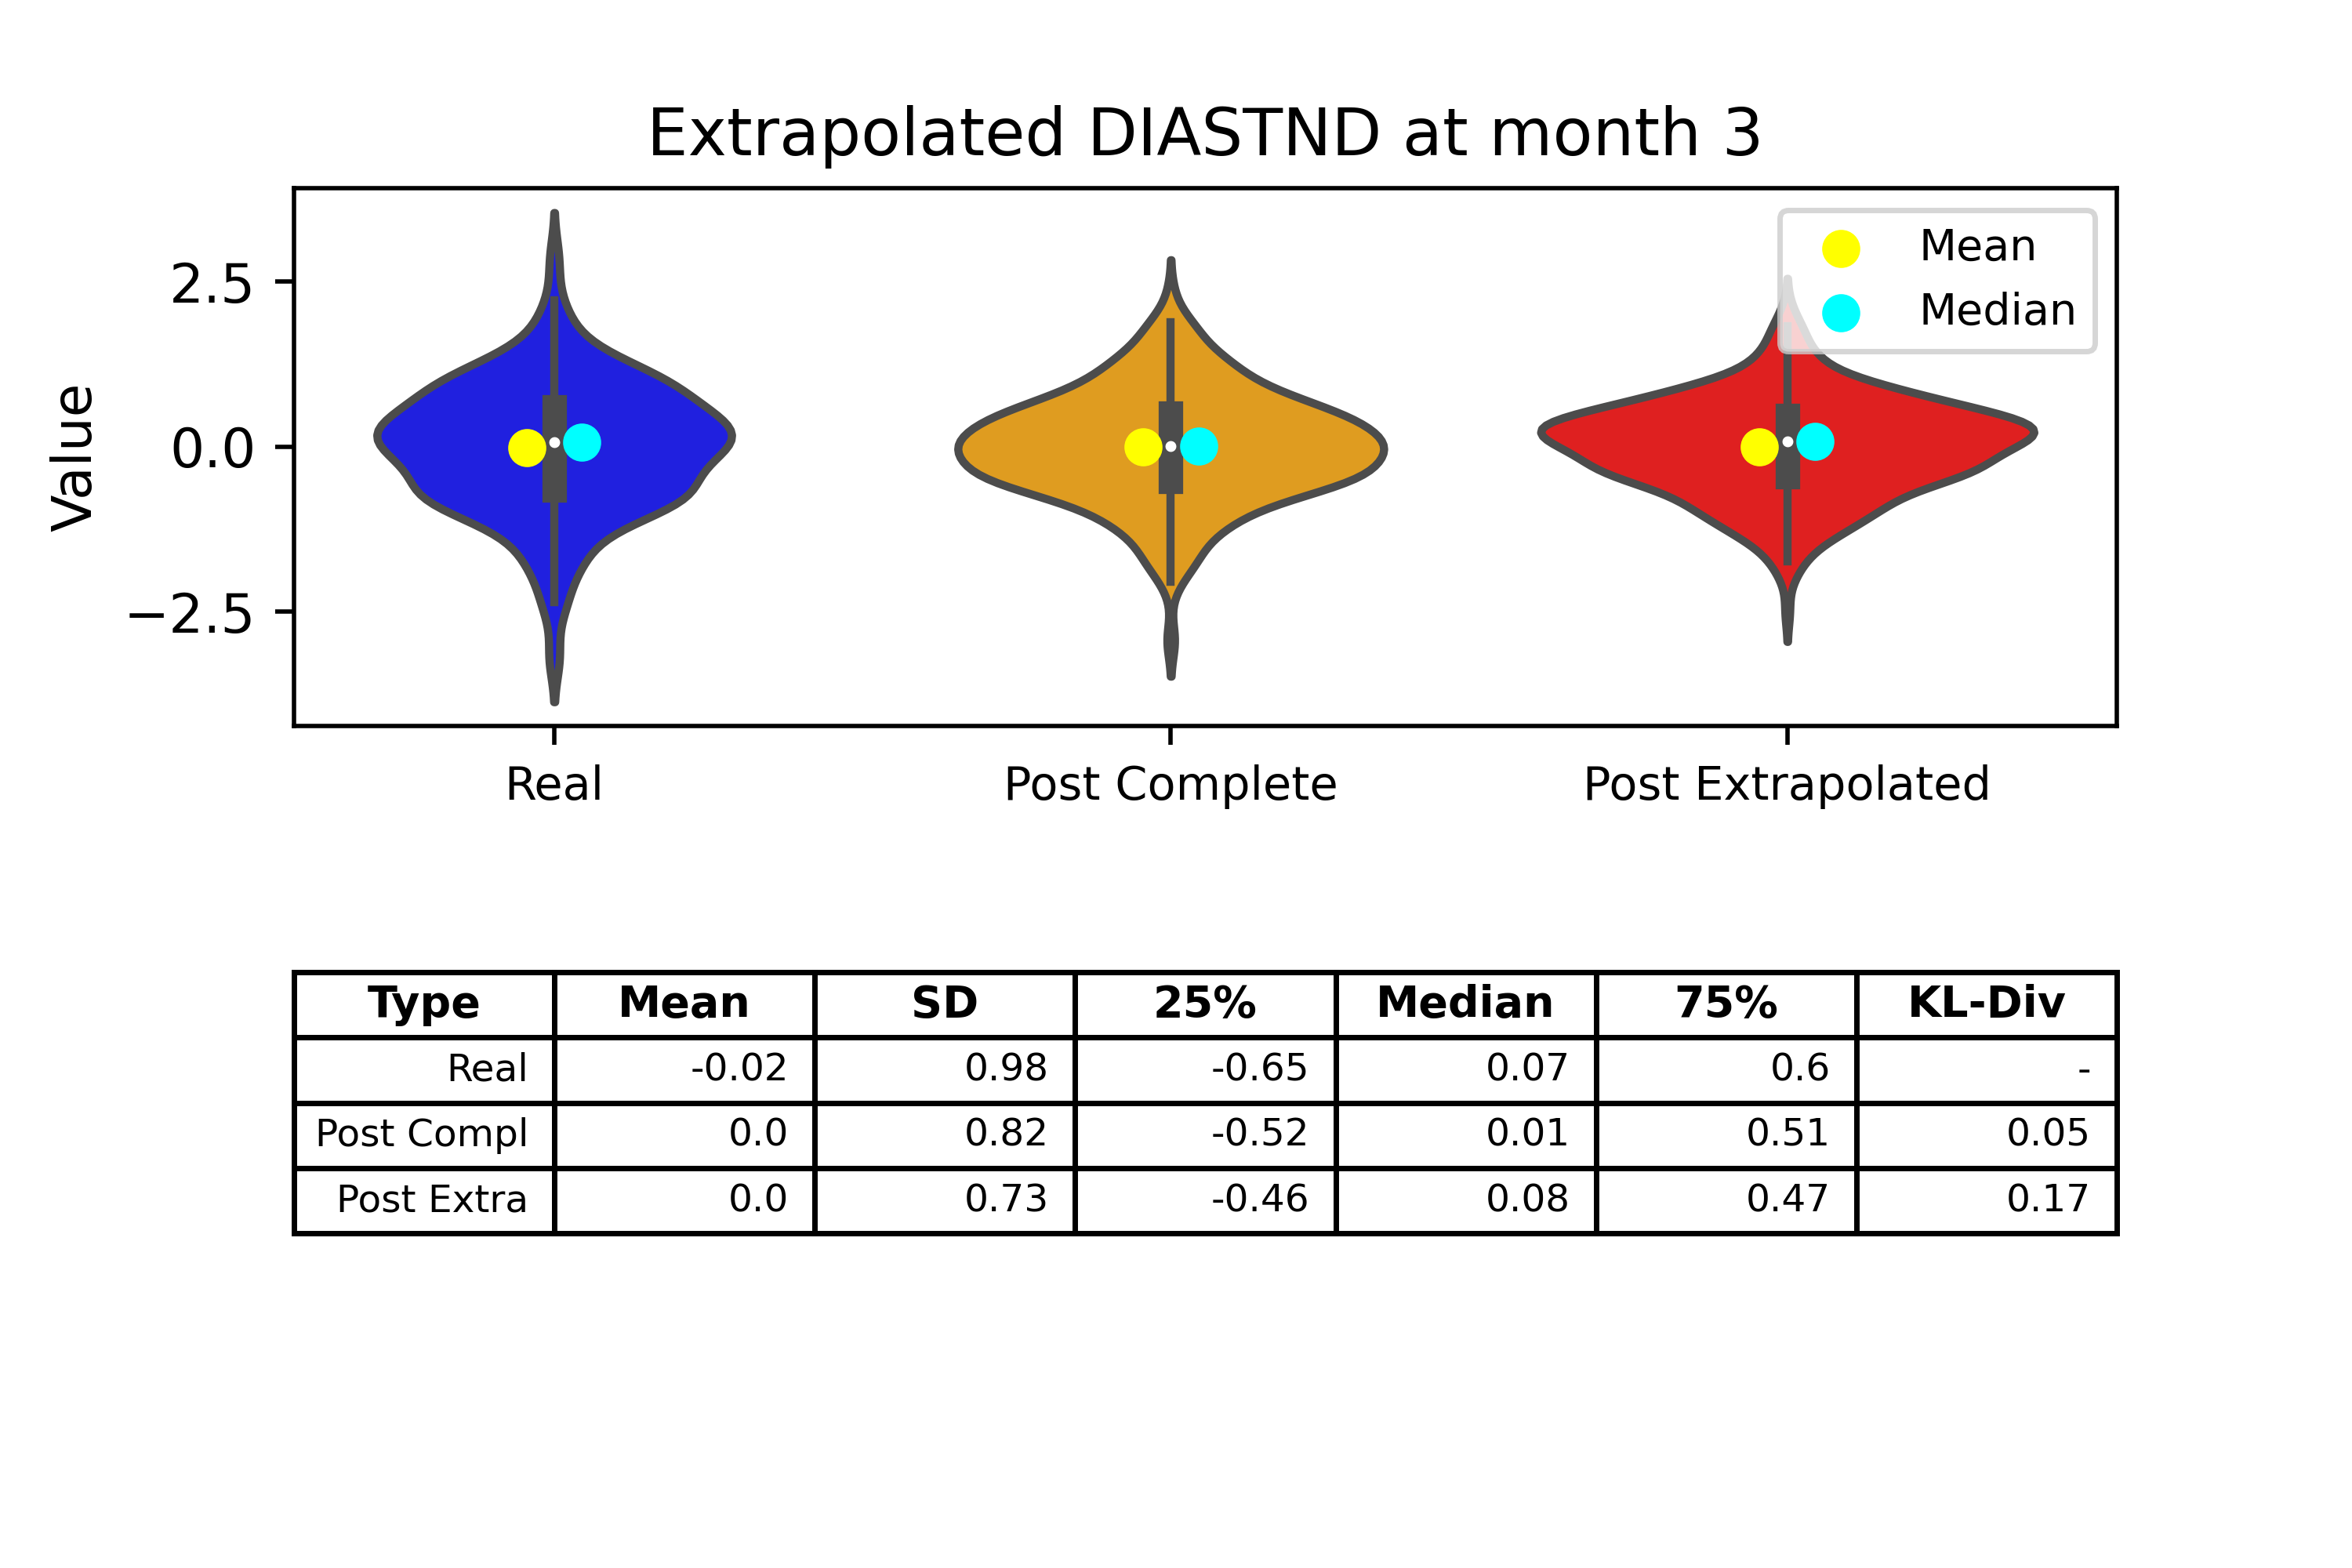 Extrapolated DIASTND at month 3
Mean
Median
Value
2.5
0.0
−2.5
Real Post Complete Post Extrapolated
Type Mean SD 25% Median 75% KL-Div
Real -0.02 0.98 -0.65 0.07 0.6 -
Post Compl 0.0 0.82 -0.52 0.01 0.51 0.05
Post Extra 0.0 0.73 -0.46 0.08 0.47 0.17